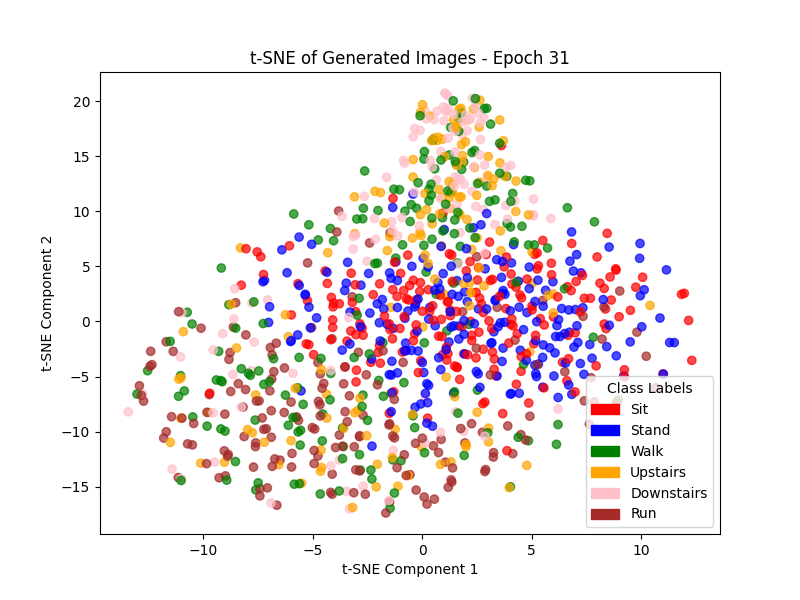 t-SNE of Generated Images - Epoch 31
20
15
10
5
0
−5
−10
−15
t-SNE Component 2
−10
−5
0
5
10
t-SNE Component 1
Class Labels
Sit
Stand
Walk
Upstairs
Downstairs
Run